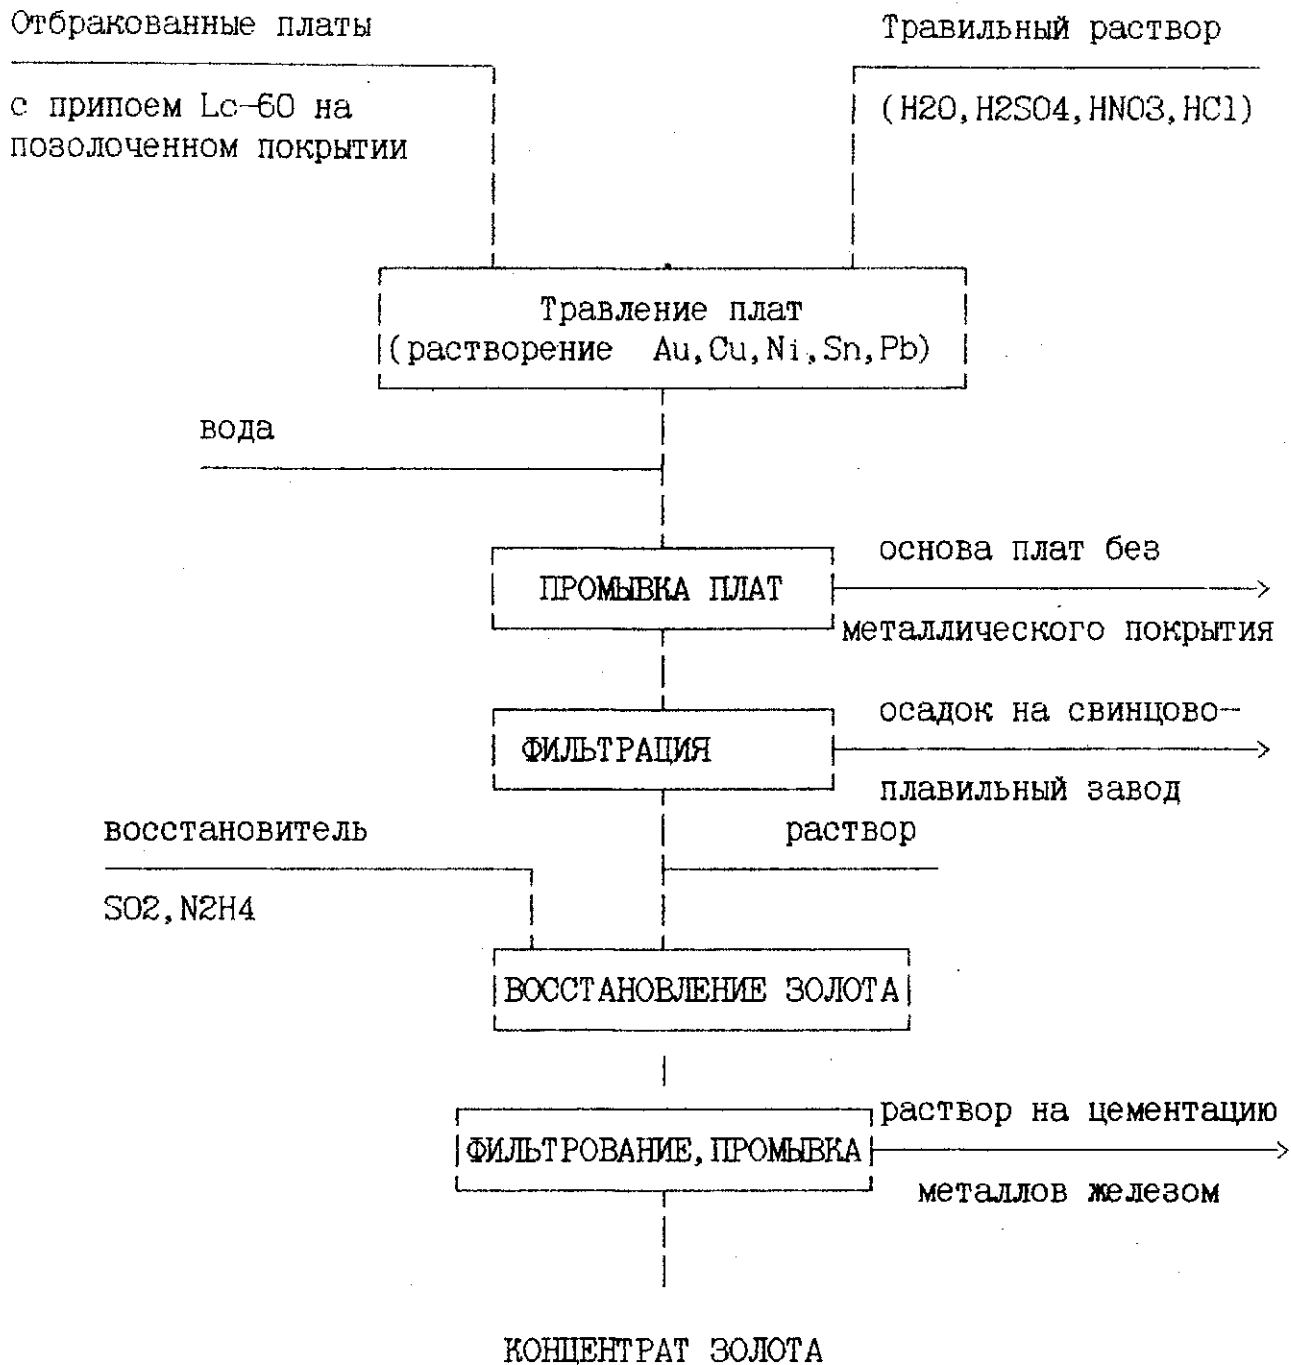 Отбракованные платы
Травильный раствор
с припоем Lc-60 на
позолоченном покрытии
(H2O,H2SO4,HNO3,HCl)
Травление плат
(растворение Au,Cu,Ni,Sn,Pb)
вода
ПРОМЫВКА ПЛАТ
основа плат без
металлического покрытия
ФИЛЬТРАЦИЯ
осадок на свинцово-
плавильный завод
восстановитель
SO2,N2H4
раствор
ВОССТАНОВЛЕНИЕ ЗОЛОТА
ФИЛЬТРОВАНИЕ,ПРОМЫВКА
раствор на цементацию
металлов железом
КОНЦЕНТРАТ ЗОЛОТА